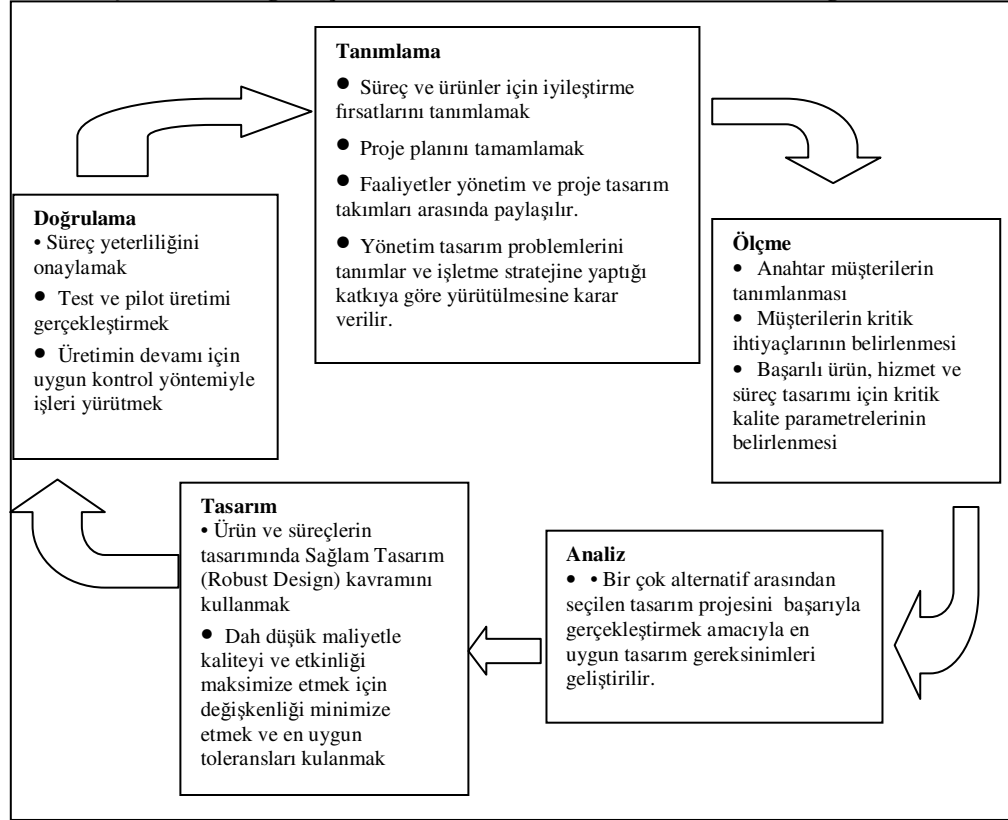 Tanımlama
● Süreç ve ürünler için iyileştirme
fırsatlarını tanımlamak
● Proje planını tamamlamak
● Faaliyetler yönetim ve proje tasarım
takımları arasında paylaşılır.
● Yönetim tasarım problemlerini
tanımlar ve işletme stratejine yaptığı
katkıya göre yürütülmesine karar
verilir.
Ölçme
● Anahtar müşterilerin
tanımlanması
● Müşterilerin kritik
ihtiyaçlarının belirlenmesi
● Başarılı ürün, hizmet ve
süreç tasarımı için kritik
kalite parametrelerinin
belirlenmesi
Analiz
● • Bir çok alternatif arasından
seçilen tasarım projesini başarıyla
gerçekleştirmek amacıyla en
uygun tasarım gereksinimleri
geliştirilir.
Tasarım
• Ürün ve süreçlerin
tasarımında Sağlam Tasarım
(Robust Design) kavramını
kullanmak
● Dah düşük maliyetle
kaliteyi ve etkinliği
maksimize etmek için
değişkenliği minimize
etmek ve en uygun
toleransları kulanmak
Doğrulama
• Süreç yeterliliğini
onaylamak
● Test ve pilot üretimi
gerçekleştirmek
● Üretimin devamı için
uygun kontrol yöntemiyle
işleri yürütmek